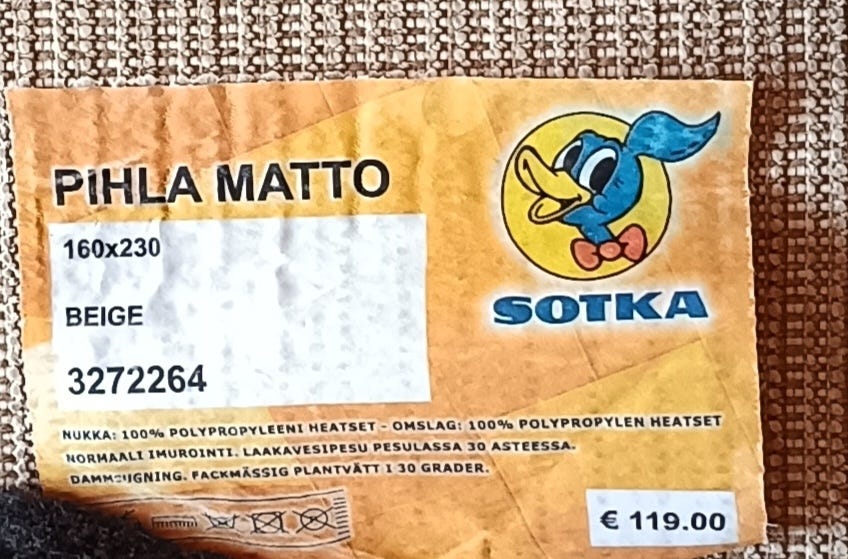 PIHLA MATTO
160x230
BEIGE
3272264
SOTKA
NUKKA: 100% POLYPROPYLEENI HEATSET - OMSLAG: 100% POLYPROPYLEN HEATSET
NORMAALI IMUROINTI. LAAKAVESIPESU PESULASSA 30 ASTEESSA.
DAMMSUGNING. FACKMÄSSIG PLANTVÄTT I 30 GRADER.
€ 119.00